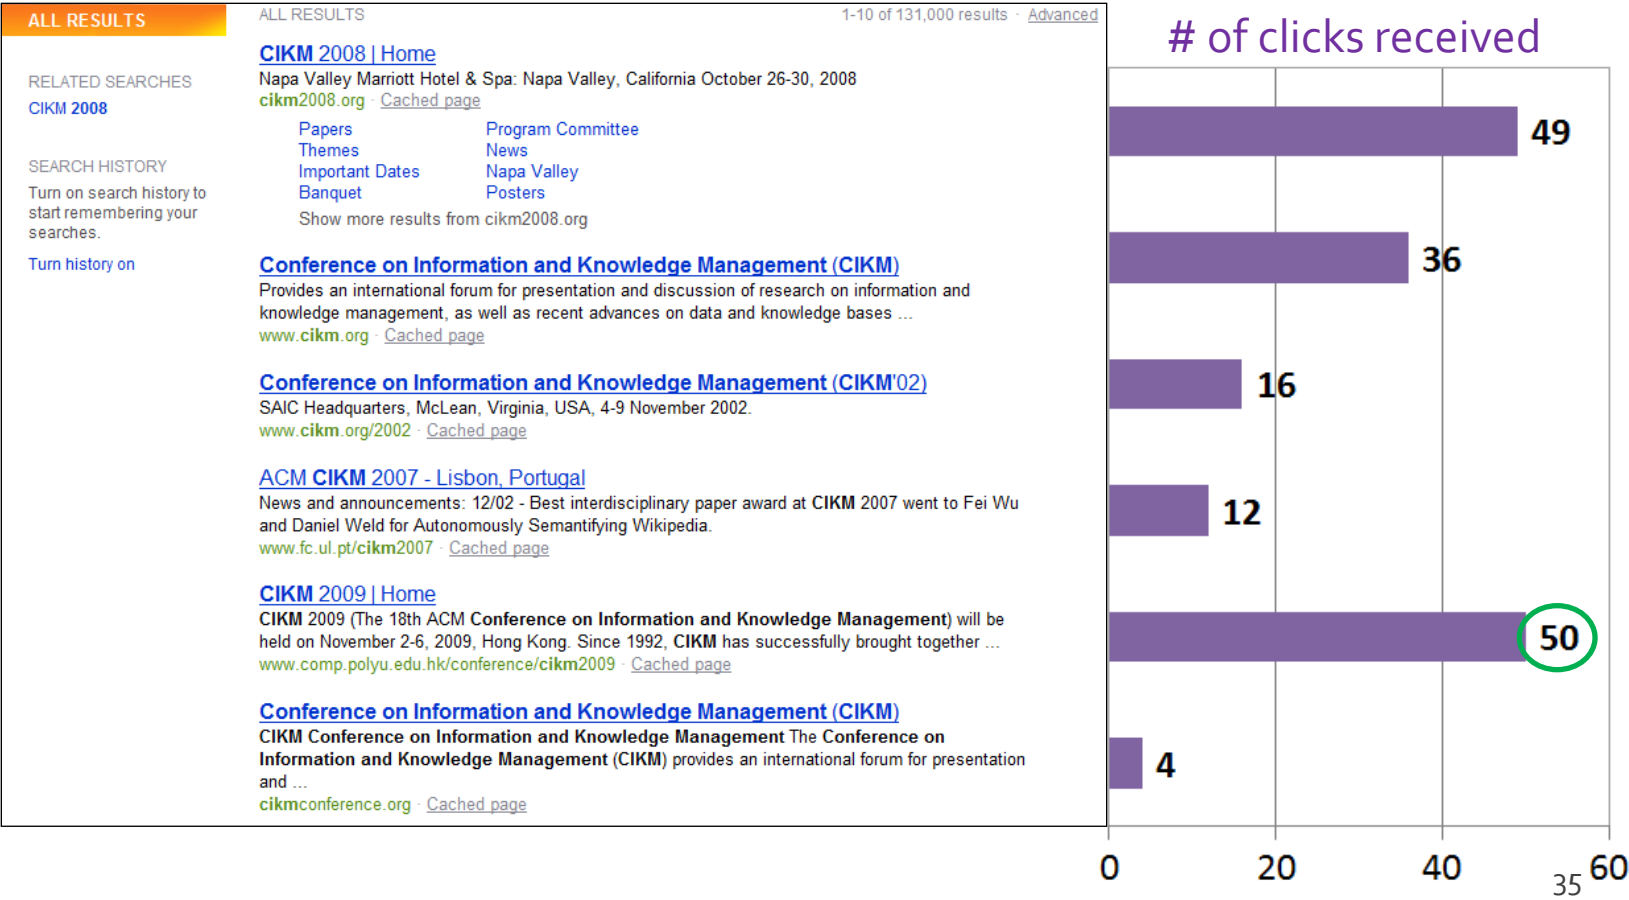 ALL RESULTS
RELATED SEARCHES
CIKM 2008
SEARCH HISTORY
Turn on search history to
start remembering your
searches.
Turn history on
ALL RESULTS
1-10 of 131,000 results · Advanced
CIKM 2008 | Home
Napa Valley Marriott Hotel & Spa: Napa Valley, California October 26-30, 2008
cikm2008.org · Cached page
Papers Program Committee
Themes News
Important Dates Napa Valley
Banquet Posters
Show more results from cikm2008.org
Conference on Information and Knowledge Management (CIKM)
Provides an international forum for presentation and discussion of research on information and
knowledge management, as well as recent advances on data and knowledge bases ...
www.cikm.org · Cached page
Conference on Information and Knowledge Management (CIKM'02)
SAIC Headquarters, McLean, Virginia, USA, 4-9 November 2002.
www.cikm.org/2002 · Cached page
ACM CIKM 2007 - Lisbon, Portugal
News and announcements: 12/02 - Best interdisciplinary paper award at CIKM 2007 went to Fei Wu
and Daniel Weld for Autonomously Semantifying Wikipedia.
www.fc.ul.pt/cikm2007 · Cached page
CIKM 2009 | Home
CIKM 2009 (The 18th ACM Conference on Information and Knowledge Management) will be
held on November 2-6, 2009, Hong Kong. Since 1992, CIKM has successfully brought together ...
www.comp.polyu.edu.hk/conference/cikm2009 · Cached page
Conference on Information and Knowledge Management (CIKM)
CIKM Conference on Information and Knowledge Management The Conference on
Information and Knowledge Management (CIKM) provides an international forum for presentation
and ...
cikmconference.org · Cached page
# of clicks received
49
36
16
12
50
4
0 20 40 60
35